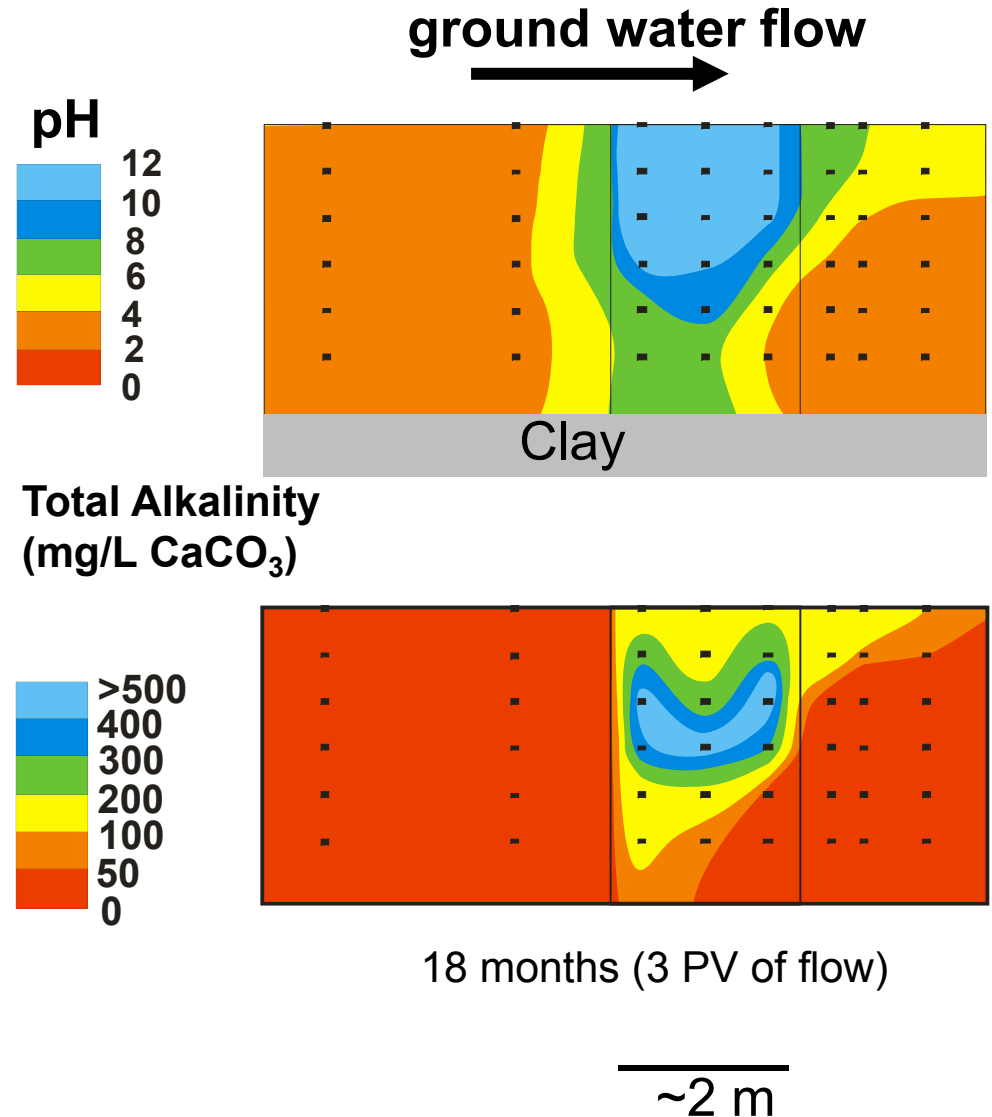 ground water flow
pH
12
10
8
6
4
2
0
Clay
Total Alkalinity
(mg/L CaCO₃)
>500
400
300
200
100
50
0
18 months (3 PV of flow)
~2 m